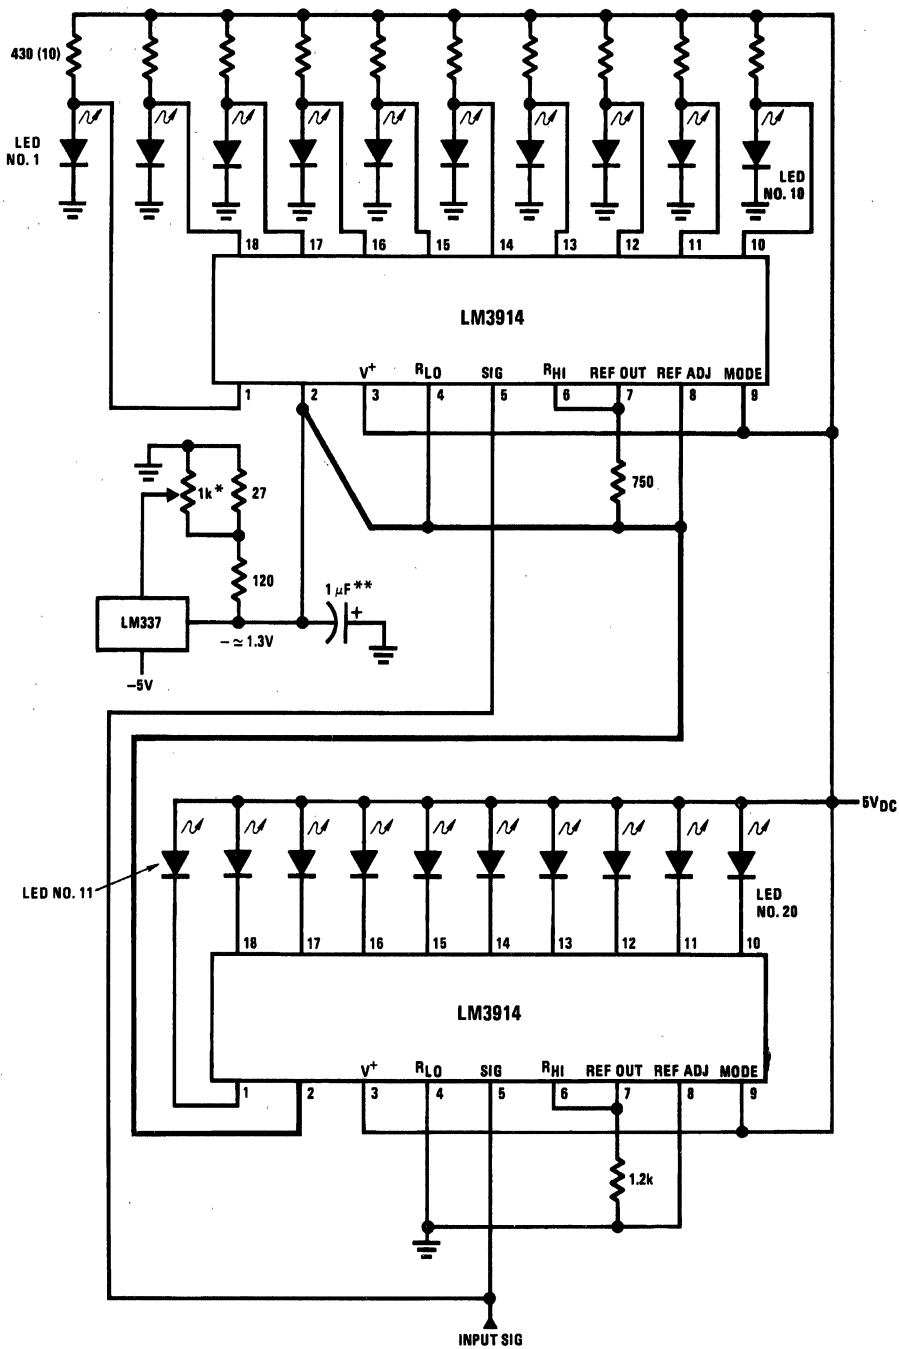 430 (10)
LED
NO. 1
LED
NO. 10
18 17 16 15 14 13 12 11 10
LM3914
V+ RLO SIG RHI REF OUT REF ADJ MODE
1 2 3 4 5 6 7 8 9
1k* 27
750
120
1 μF**
+
LM337
− ≃ 1.3V
−5V
5VDC
LED NO. 11
LED
NO. 20
18 17 16 15 14 13 12 11 10
LM3914
V+ RLO SIG RHI REF OUT REF ADJ MODE
1 2 3 4 5 6 7 8 9
1.2k
INPUT SIG